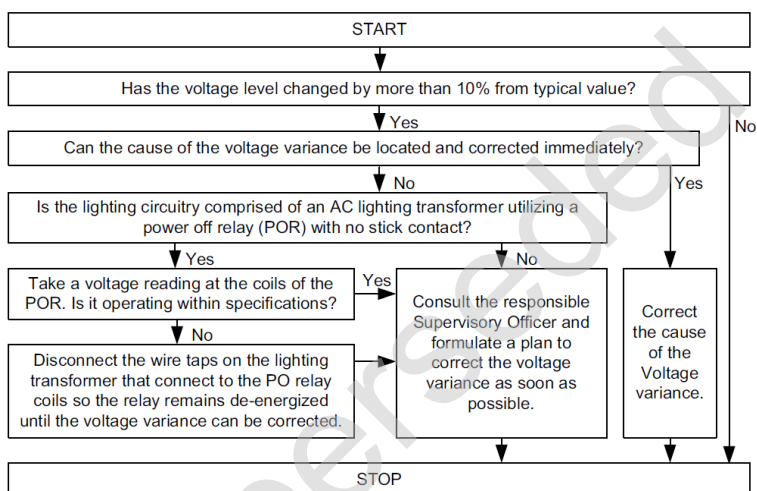 START
Has the voltage level changed by more than 10% from typical value?
Yes
No
Can the cause of the voltage variance be located and corrected immediately?
No
Yes
Is the lighting circuitry comprised of an AC lighting transformer utilizing a
power off relay (POR) with no stick contact?
Yes
No
Take a voltage reading at the coils of the
POR. Is it operating within specifications?
Yes
No
Consult the responsible
Supervisory Officer and
formulate a plan to
correct the voltage
variance as soon as
possible.
Correct
the cause
of the
Voltage
variance.
Disconnect the wire taps on the lighting
transformer that connect to the PO relay
coils so the relay remains de-energized
until the voltage variance can be corrected.
STOP
perseded